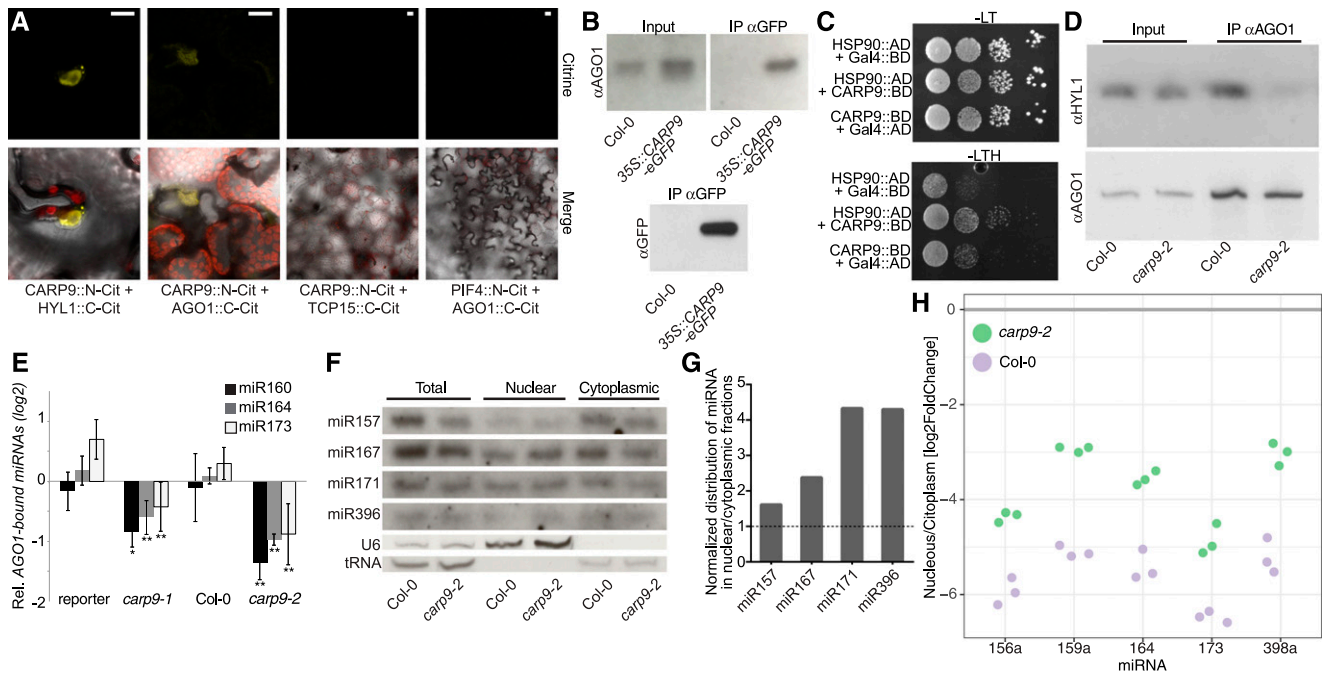 A
Citrine
Merge
CARP9::N-Cit +
HYL1::C-Cit
CARP9::N-Cit +
AGO1::C-Cit
CARP9::N-Cit +
TCP15::C-Cit
PIF4::N-Cit +
AGO1::C-Cit
B
Input
IP αGFP
αAGO1
Col-0
35S::CARP9
-eGFP
Col-0
35S::CARP9
-eGFP
IP αGFP
αGFP
Col-0
35S::CARP9
-eGFP
C
-LT
HSP90::AD
+ Gal4::BD
HSP90::AD
+ CARP9::BD
CARP9::BD
+ Gal4::AD
-LTH
HSP90::AD
+ Gal4::BD
HSP90::AD
+ CARP9::BD
CARP9::BD
+ Gal4::AD
D
Input
IP αAGO1
αHYL1
αAGO1
Col-0
carp9-2
Col-0
carp9-2
E
Rel. AGO1-bound miRNAs (log2)
1
0
-1
-2
miR160
miR164
miR173
*
**
**
**
**
**
reporter
carp9-1
Col-0
carp9-2
F
Total
Nuclear
Cytoplasmic
miR157
miR167
miR171
miR396
U6
tRNA
Col-0
carp9-2
Col-0
carp9-2
Col-0
carp9-2
G
Normalized distribution of miRNA
in nuclear/cytoplasmic fractions
5
4
3
2
1
0
miR157
miR167
miR171
miR396
H
Nucleous/Citoplasm [log2FoldChange]
0
−2
−4
−6
carp9-2
Col-0
156a
159a
164
173
398a
miRNA